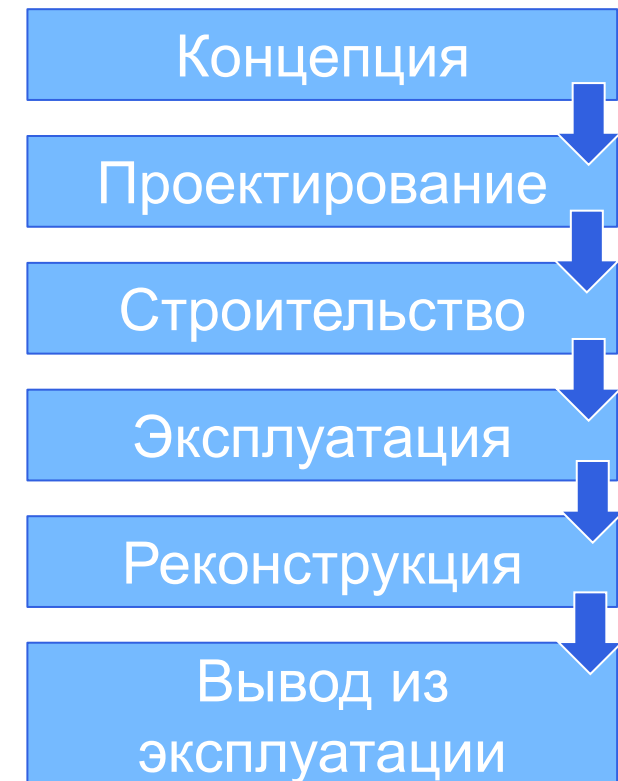 Концепция
Проектирование
Строительство
Эксплуатация
Реконструкция
Вывод из
эксплуатации